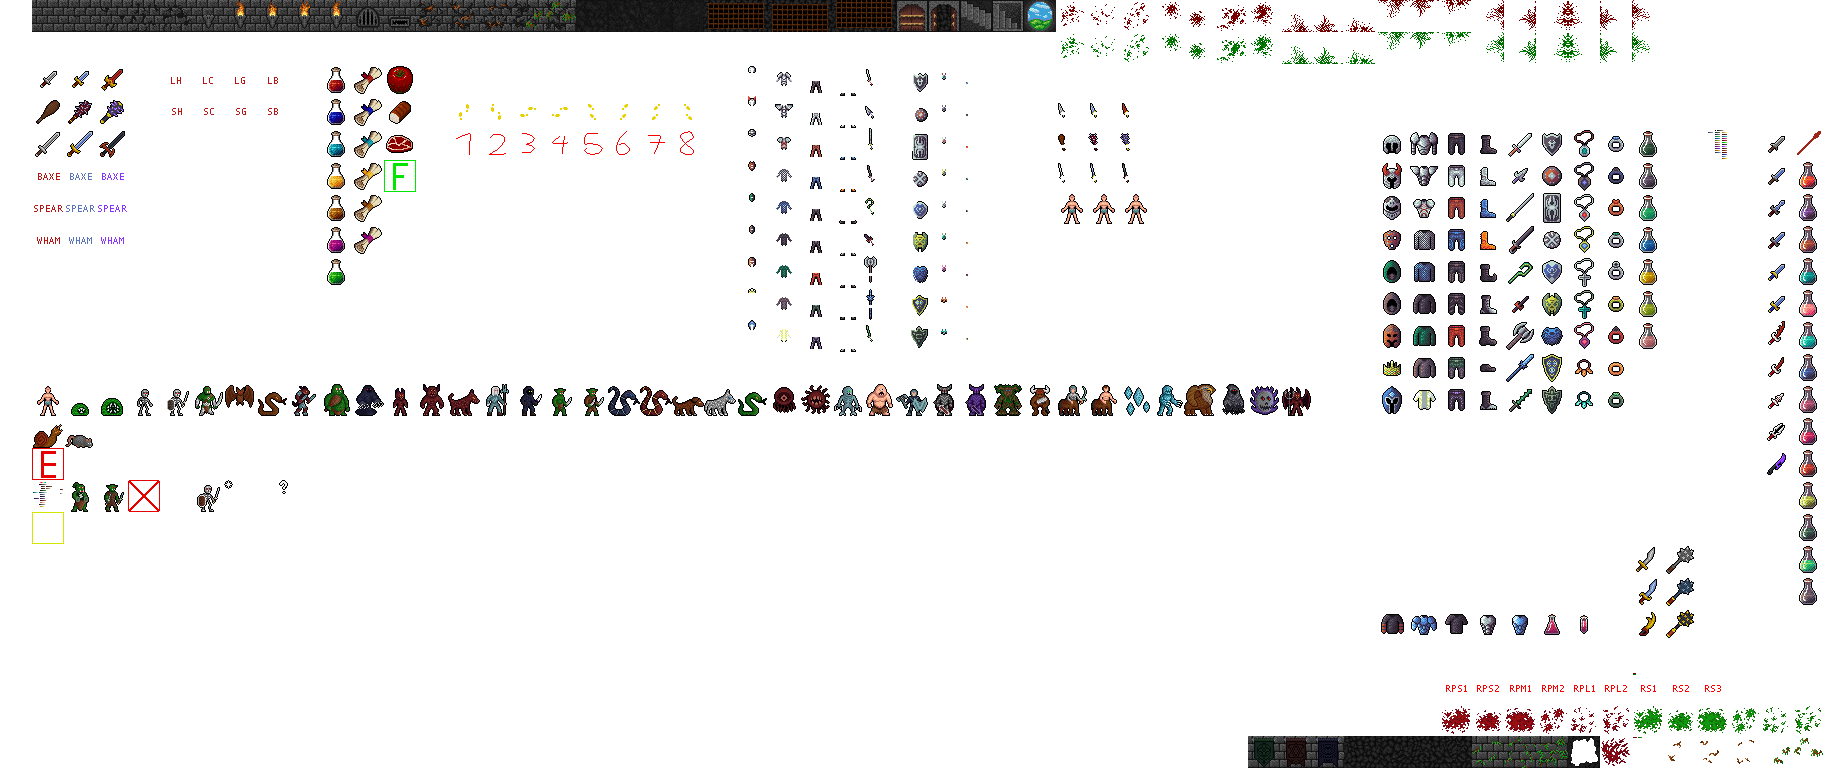 LH LC LG LB
SH SC SG SB
1 2 3 4 5 6 7 8
BAXE BAXE BAXE
F
SPEAR SPEAR SPEAR
WHAM WHAM WHAM
E
?
RPS1 RPS2 RPM1 RPM2 RPL1 RPL2 RS1 RS2 RS3